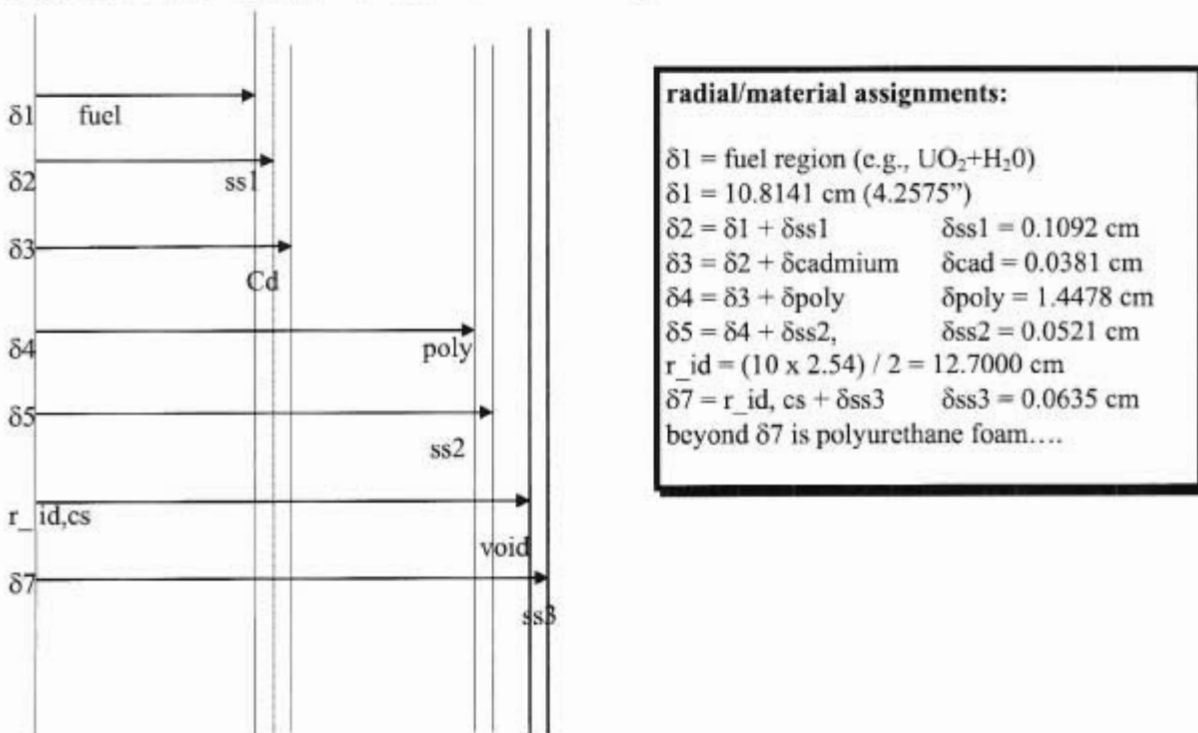 δ1 fuel
δ2 ss1
δ3
Cd
δ4 poly
δ5
ss2
r_id,cs
void
δ7
ss3
radial/material assignments:
δ1 = fuel region (e.g., UO₂+H₂0)
δ1 = 10.8141 cm (4.2575”)
δ2 = δ1 + δss1 δss1 = 0.1092 cm
δ3 = δ2 + δcadmium δcad = 0.0381 cm
δ4 = δ3 + δpoly δpoly = 1.4478 cm
δ5 = δ4 + δss2, δss2 = 0.0521 cm
r_id = (10 x 2.54) / 2 = 12.7000 cm
δ7 = r_id, cs + δss3 δss3 = 0.0635 cm
beyond δ7 is polyurethane foam….